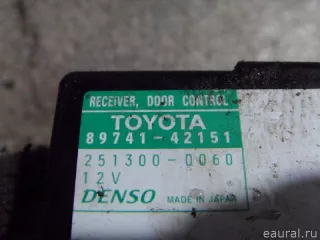 RECEIVER, DOOR CONTROL
TOYOTA
89741-42151
251300-0060
12V
DENSO MADE IN JAPAN
eaural.ru